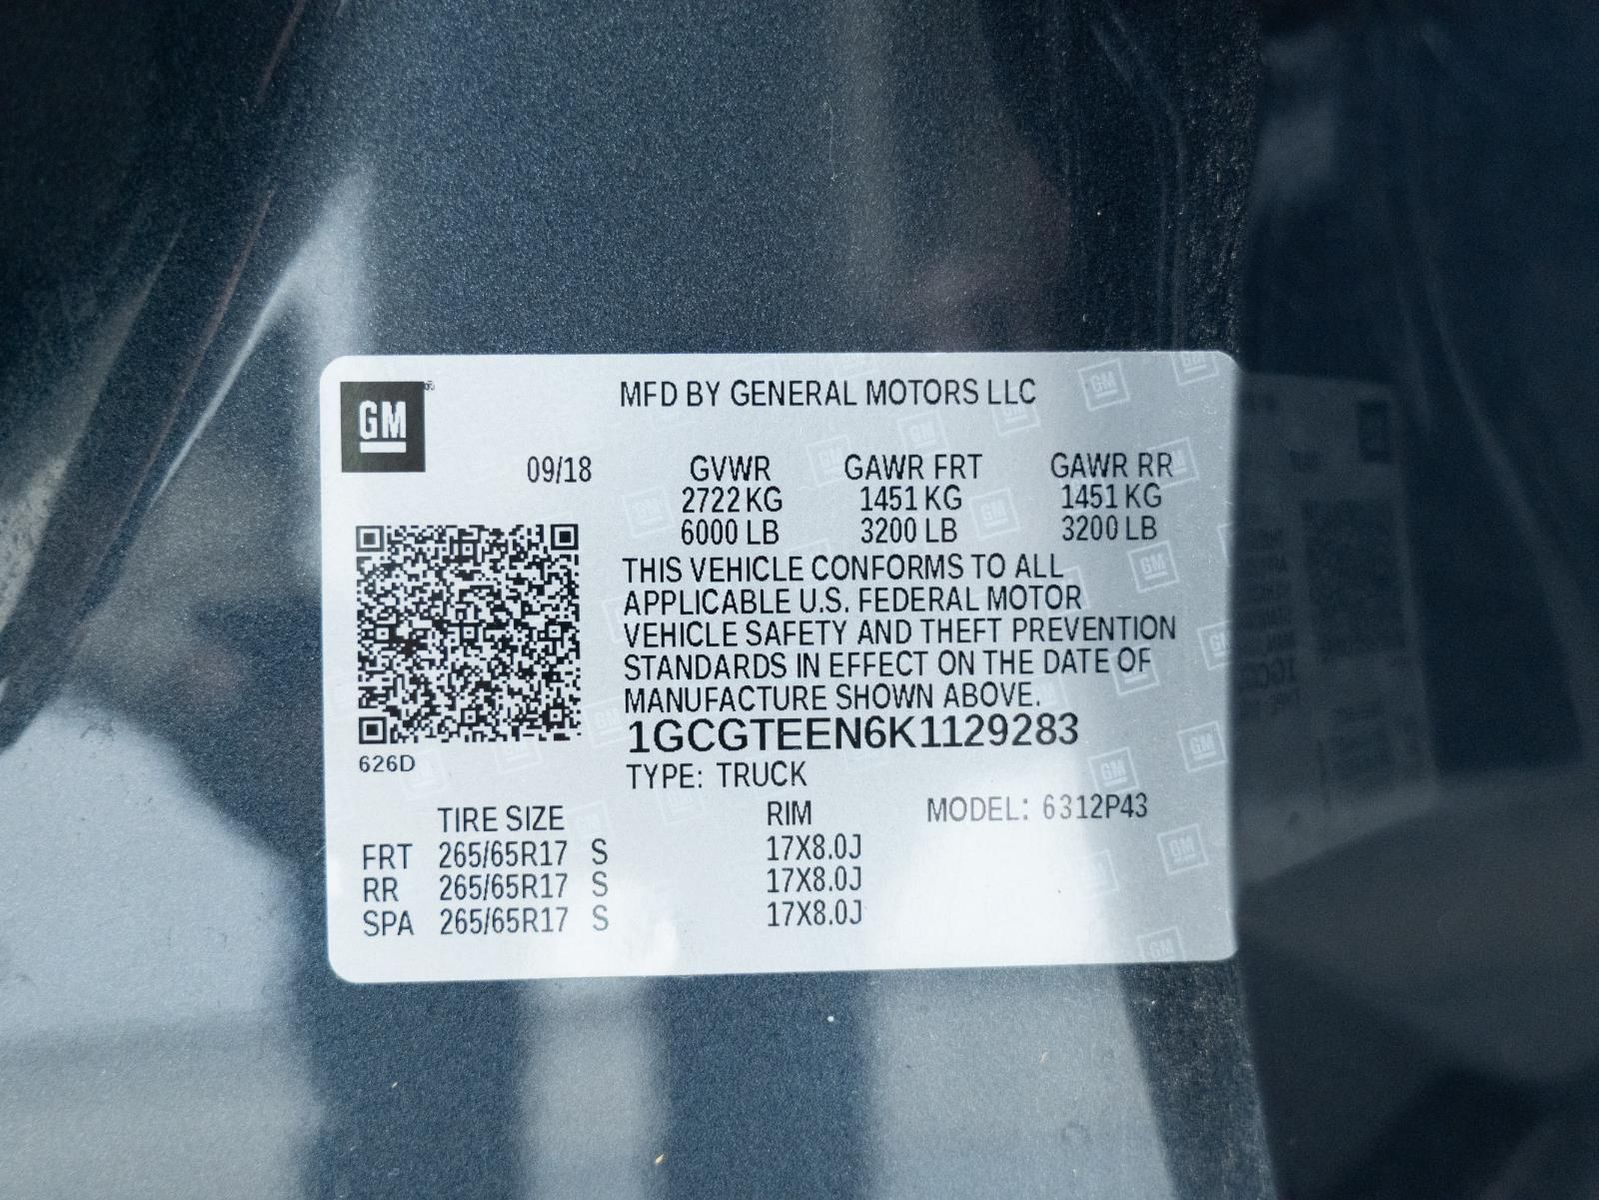 GM
MFD BY GENERAL MOTORS LLC
09/18 GVWR GAWR FRT GAWR RR
2722 KG 1451 KG 1451 KG
6000 LB 3200 LB 3200 LB
THIS VEHICLE CONFORMS TO ALL
APPLICABLE U.S. FEDERAL MOTOR
VEHICLE SAFETY AND THEFT PREVENTION
STANDARDS IN EFFECT ON THE DATE OF
MANUFACTURE SHOWN ABOVE.
1GCGTEEN6K1129283
626D
TYPE: TRUCK
TIRE SIZE RIM MODEL: 6312P43
FRT 265/65R17 S 17X8.0J
RR 265/65R17 S 17X8.0J
SPA 265/65R17 S 17X8.0J